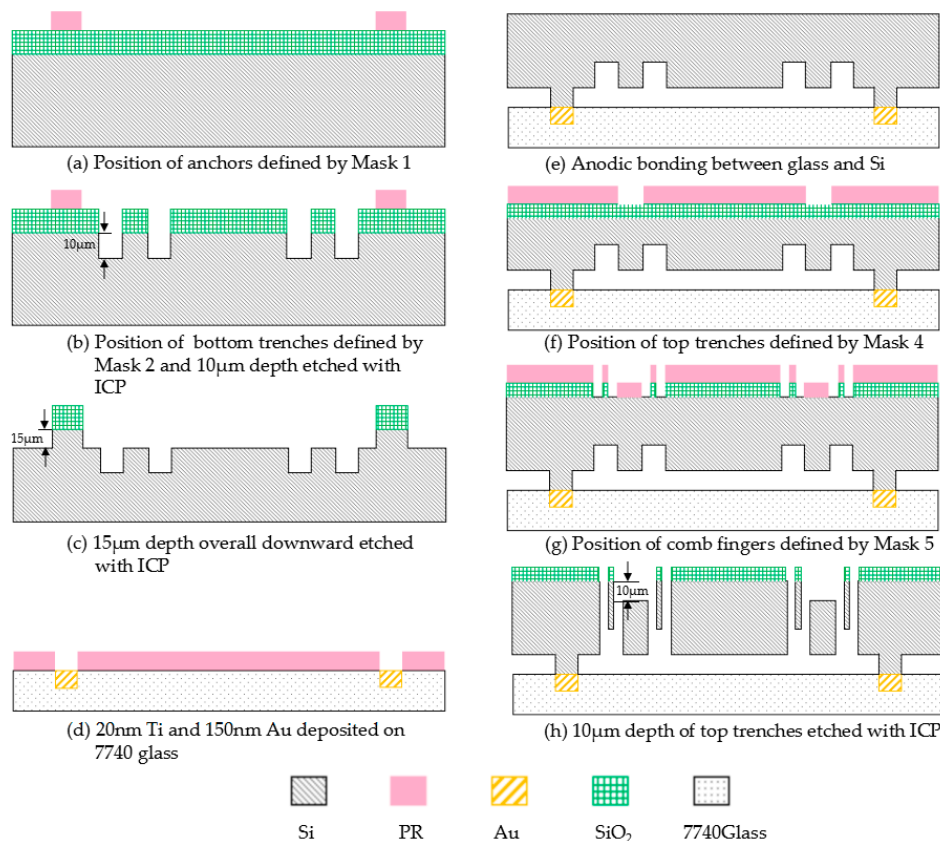 (a) Position of anchors defined by Mask 1
10µm
(b) Position of bottom trenches defined by
Mask 2 and 10µm depth etched with
ICP
15µm
(c) 15µm depth overall downward etched
with ICP
(d) 20nm Ti and 150nm Au deposited on
7740 glass
(e) Anodic bonding between glass and Si
(f) Position of top trenches defined by Mask 4
(g) Position of comb fingers defined by Mask 5
10µm
(h) 10µm depth of top trenches etched with ICP
Si
PR
Au
SiO₂
7740Glass